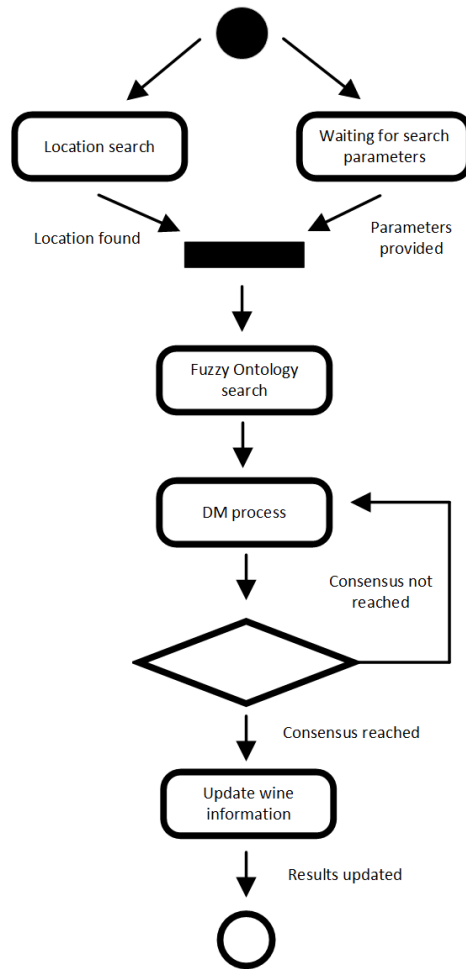 Location search
Waiting for search
parameters
Location found
Parameters
provided
Fuzzy Ontology
search
DM process
Consensus not
reached
Consensus reached
Update wine
information
Results updated